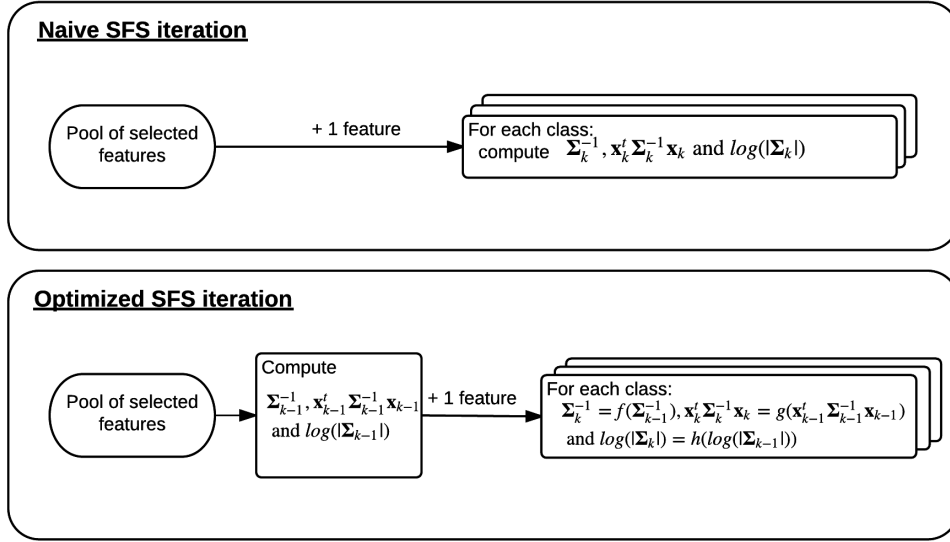 Naive SFS iteration
Pool of selected
features
+ 1 feature
For each class:
compute Σ_k^{-1}, x_k^t Σ_k^{-1} x_k and log(|Σ_k|)
Optimized SFS iteration
Pool of selected
features
Compute
Σ_{k-1}^{-1}, x_{k-1}^t Σ_{k-1}^{-1} x_{k-1}
and log(|Σ_{k-1}|)
+ 1 feature
For each class:
Σ_k^{-1} = f(Σ_{k-1}^{-1}), x_k^t Σ_k^{-1} x_k = g(x_{k-1}^t Σ_{k-1}^{-1} x_{k-1})
and log(|Σ_k|) = h(log(|Σ_{k-1}|))